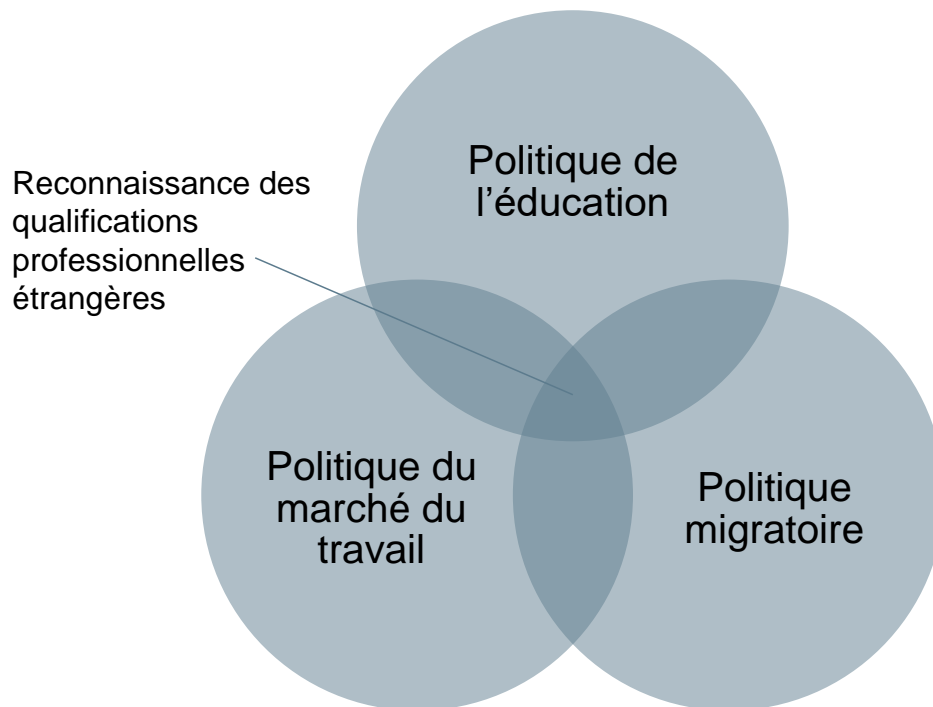 Politique de
l'éducation
Reconnaissance des
qualifications
professionnelles
étrangères
Politique du
marché du
travail
Politique
migratoire